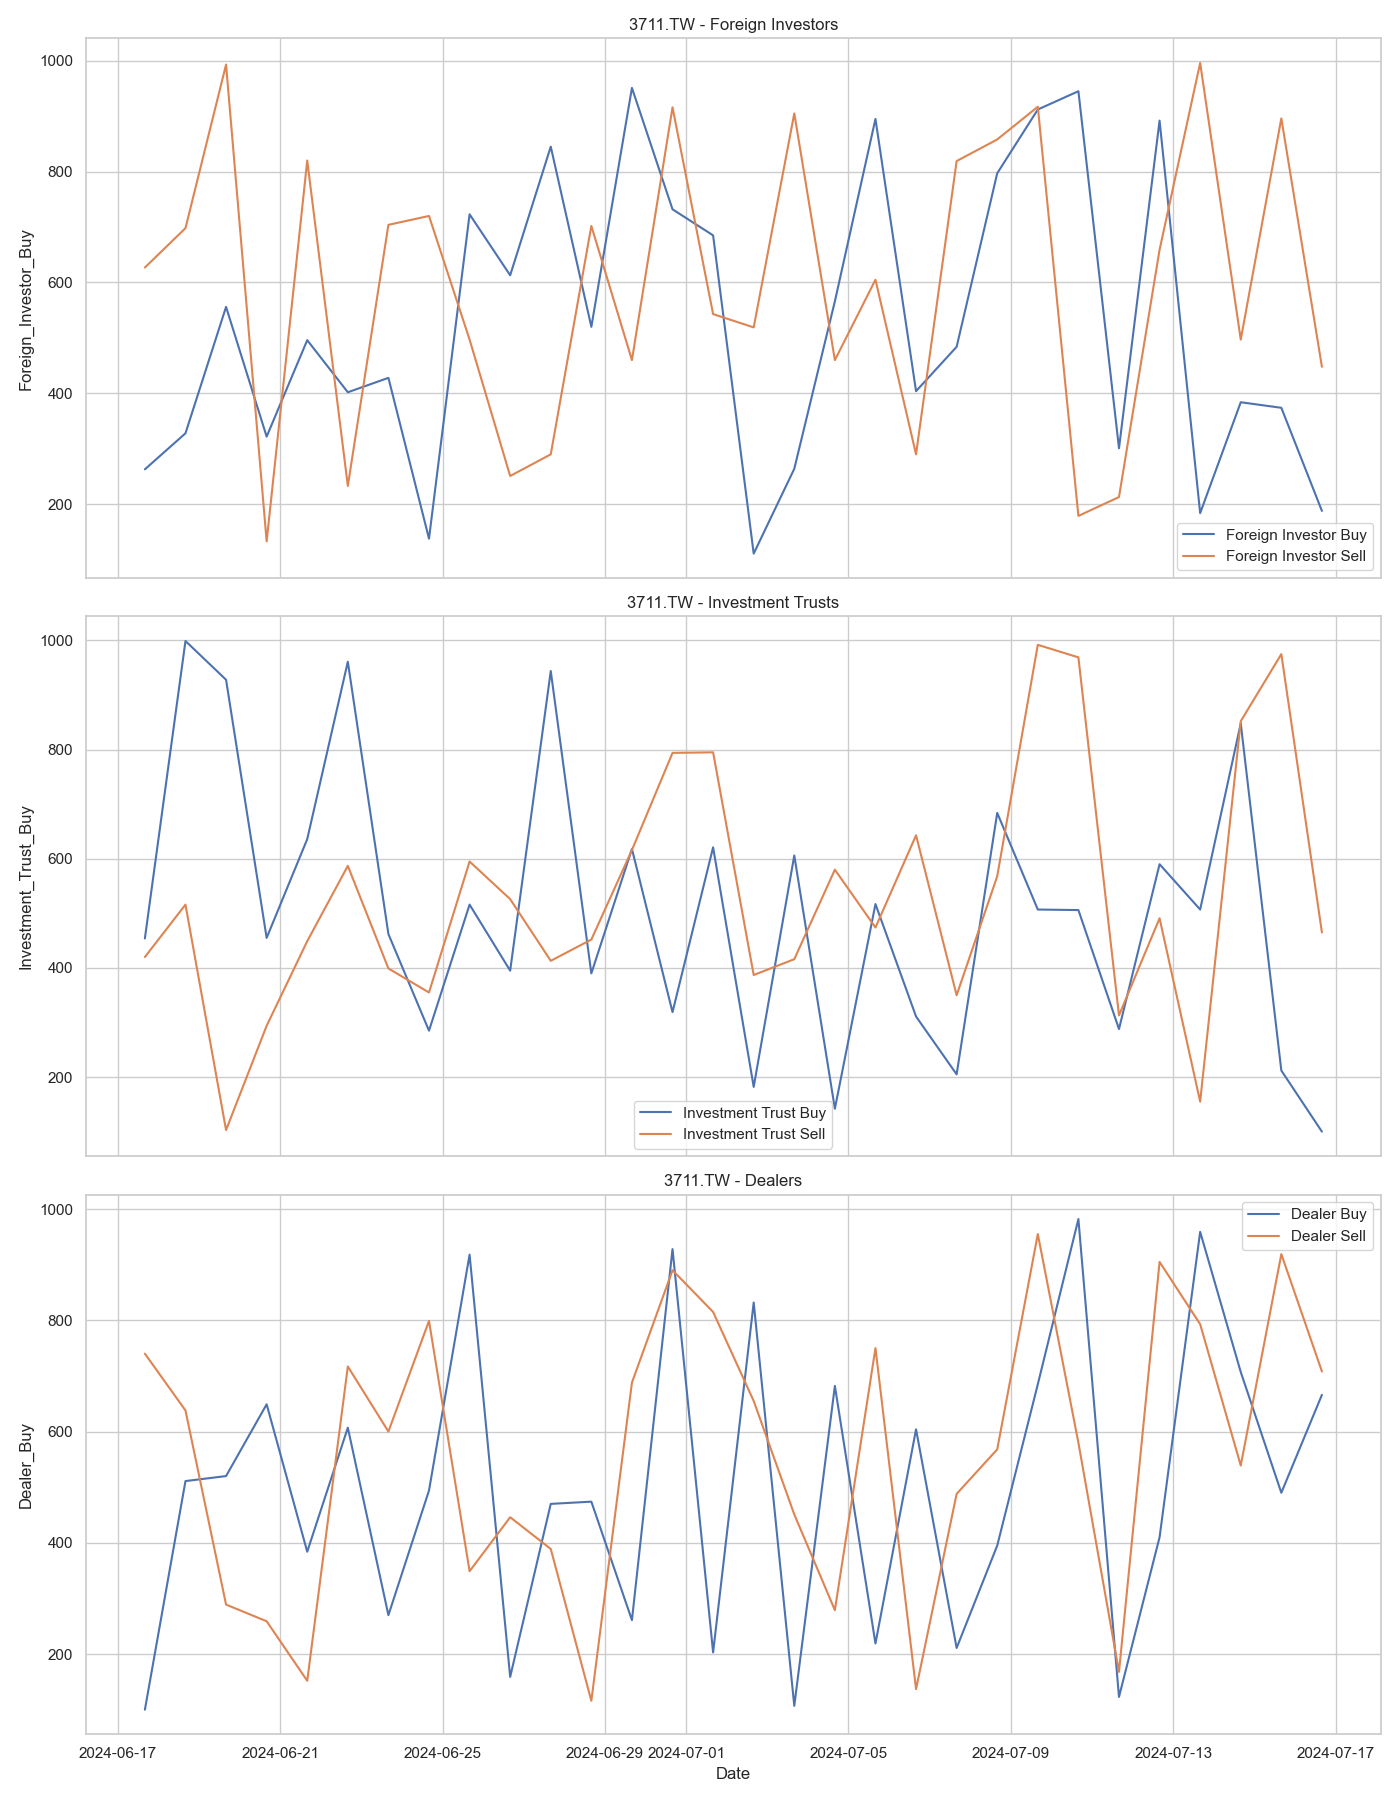 3711.TW - Foreign Investors
1000
800
600
400
200
Foreign_Investor_Buy
Foreign Investor Buy
Foreign Investor Sell
3711.TW - Investment Trusts
1000
800
600
400
200
Investment_Trust_Buy
Investment Trust Buy
Investment Trust Sell
3711.TW - Dealers
1000
800
600
400
200
Dealer_Buy
Dealer Buy
Dealer Sell
2024-06-17 2024-06-21 2024-06-25 2024-06-29 2024-07-01 2024-07-05 2024-07-09 2024-07-13 2024-07-17
Date